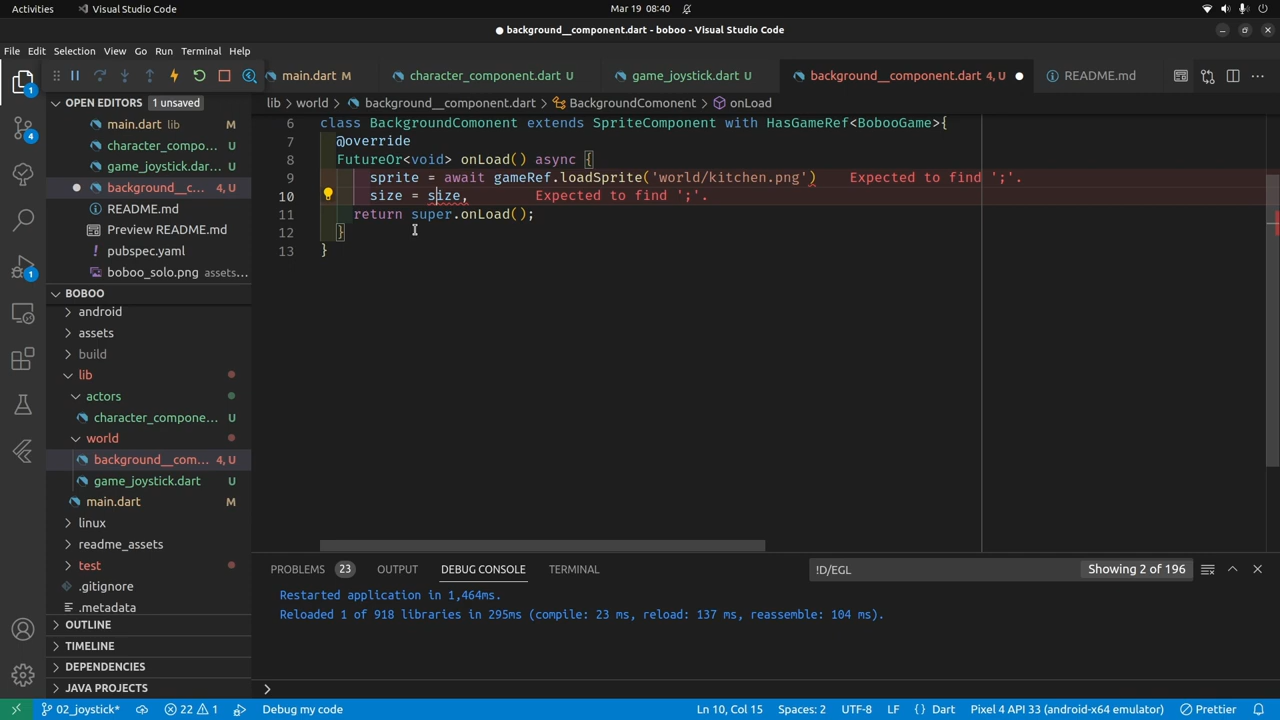 Activities
Visual Studio Code
Mar 19 08:40
● background__component.dart - boboo - Visual Studio Code
File Edit Selection View Go Run Terminal Help
main.dart M
character_component.dart U
game_joystick.dart U
background__component.dart 4, U
README.md
OPEN EDITORS 1 unsaved
main.dart lib M
character_compo... U
game_joystick.dar... U
background__c... 4, U
README.md
Preview README.md
pubspec.yaml
boboo_solo.png assets...
BOBOO
android
assets
build
lib
actors
character_compone... U
world
background__com... 4, U
game_joystick.dart U
main.dart M
linux
readme_assets
test
.gitignore
.metadata
OUTLINE
TIMELINE
DEPENDENCIES
JAVA PROJECTS
1
4
1
lib > world > background__component.dart > BackgroundComonent > onLoad
6 class BackgroundComonent extends SpriteComponent with HasGameRef<BobooGame>{
7 @override
8 FutureOr<void> onLoad() async {
9 sprite = await gameRef.loadSprite('world/kitchen.png') Expected to find ';'.
10 size = size, Expected to find ';'.
11 return super.onLoad();
12 }
13 }
PROBLEMS 23 OUTPUT DEBUG CONSOLE TERMINAL
!D/EGL
Showing 2 of 196
Restarted application in 1,464ms.
Reloaded 1 of 918 libraries in 295ms (compile: 23 ms, reload: 137 ms, reassemble: 104 ms).
>
02_joystick* 22 1 Debug my code Ln 10, Col 15 Spaces: 2 UTF-8 LF {} Dart Pixel 4 API 33 (android-x64 emulator) Prettier